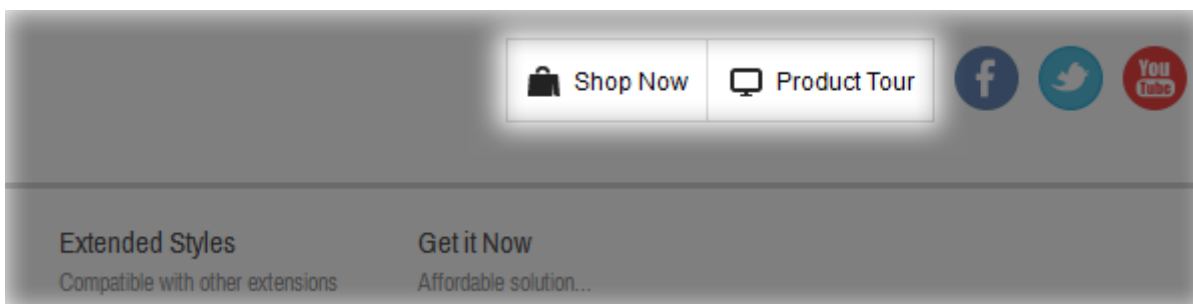 Shop Now Product Tour You Tube
Extended Styles Get it Now
Compatible with other extensions Affordable solution...